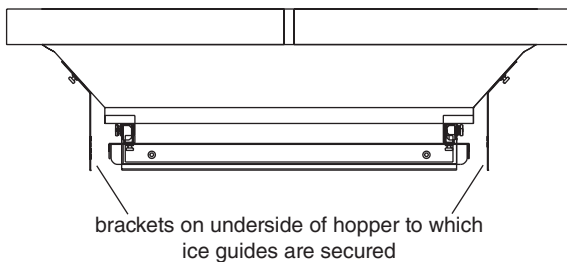 brackets on underside of hopper to which
ice guides are secured